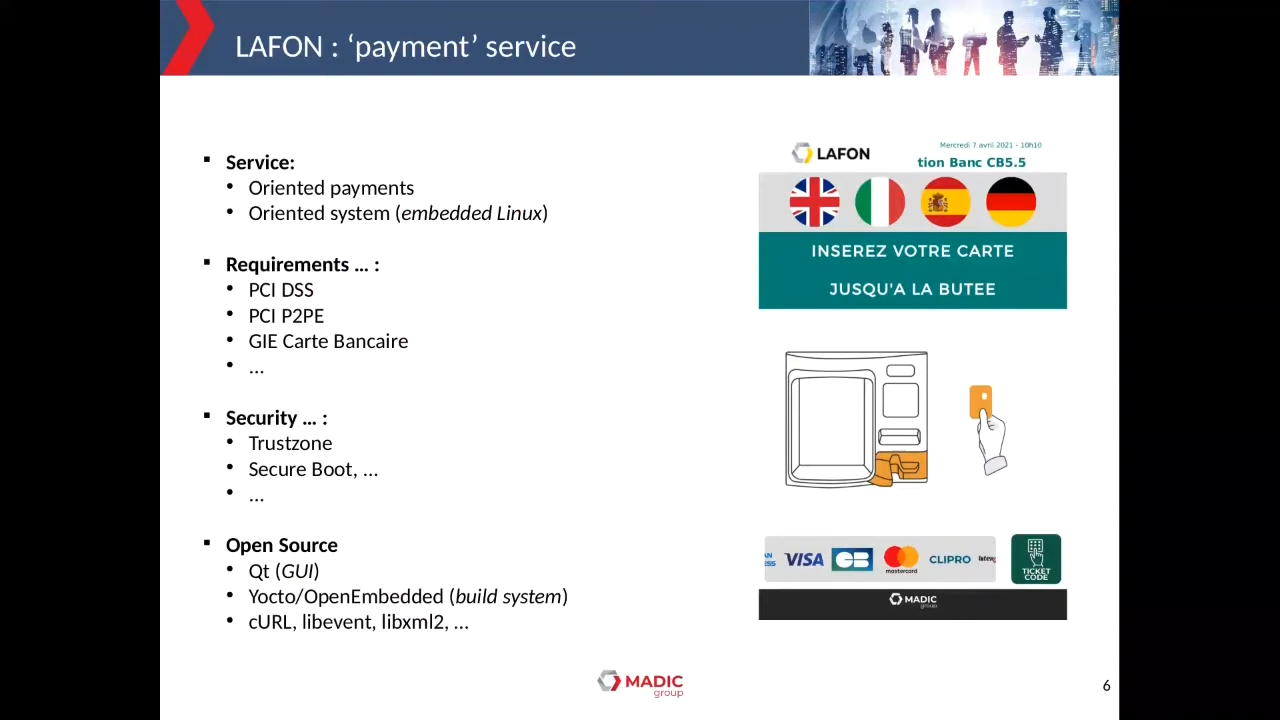 LAFON : ‘payment’ service
Service:
Oriented payments
Oriented system (embedded Linux)
Requirements ... :
PCI DSS
PCI P2PE
GIE Carte Bancaire
...
Security ... :
Trustzone
Secure Boot, ...
...
Open Source
Qt (GUI)
Yocto/OpenEmbedded (build system)
cURL, libevent, libxml2, ...
LAFON
Mercredi 7 avril 2021 - 10h10
tion Banc CB5.5
INSEREZ VOTRE CARTE
JUSQU'A LA BUTEE
VISA
CB
mastercard
CLIPRO
TICKET
CODE
MADIC
group
MADIC
group
6